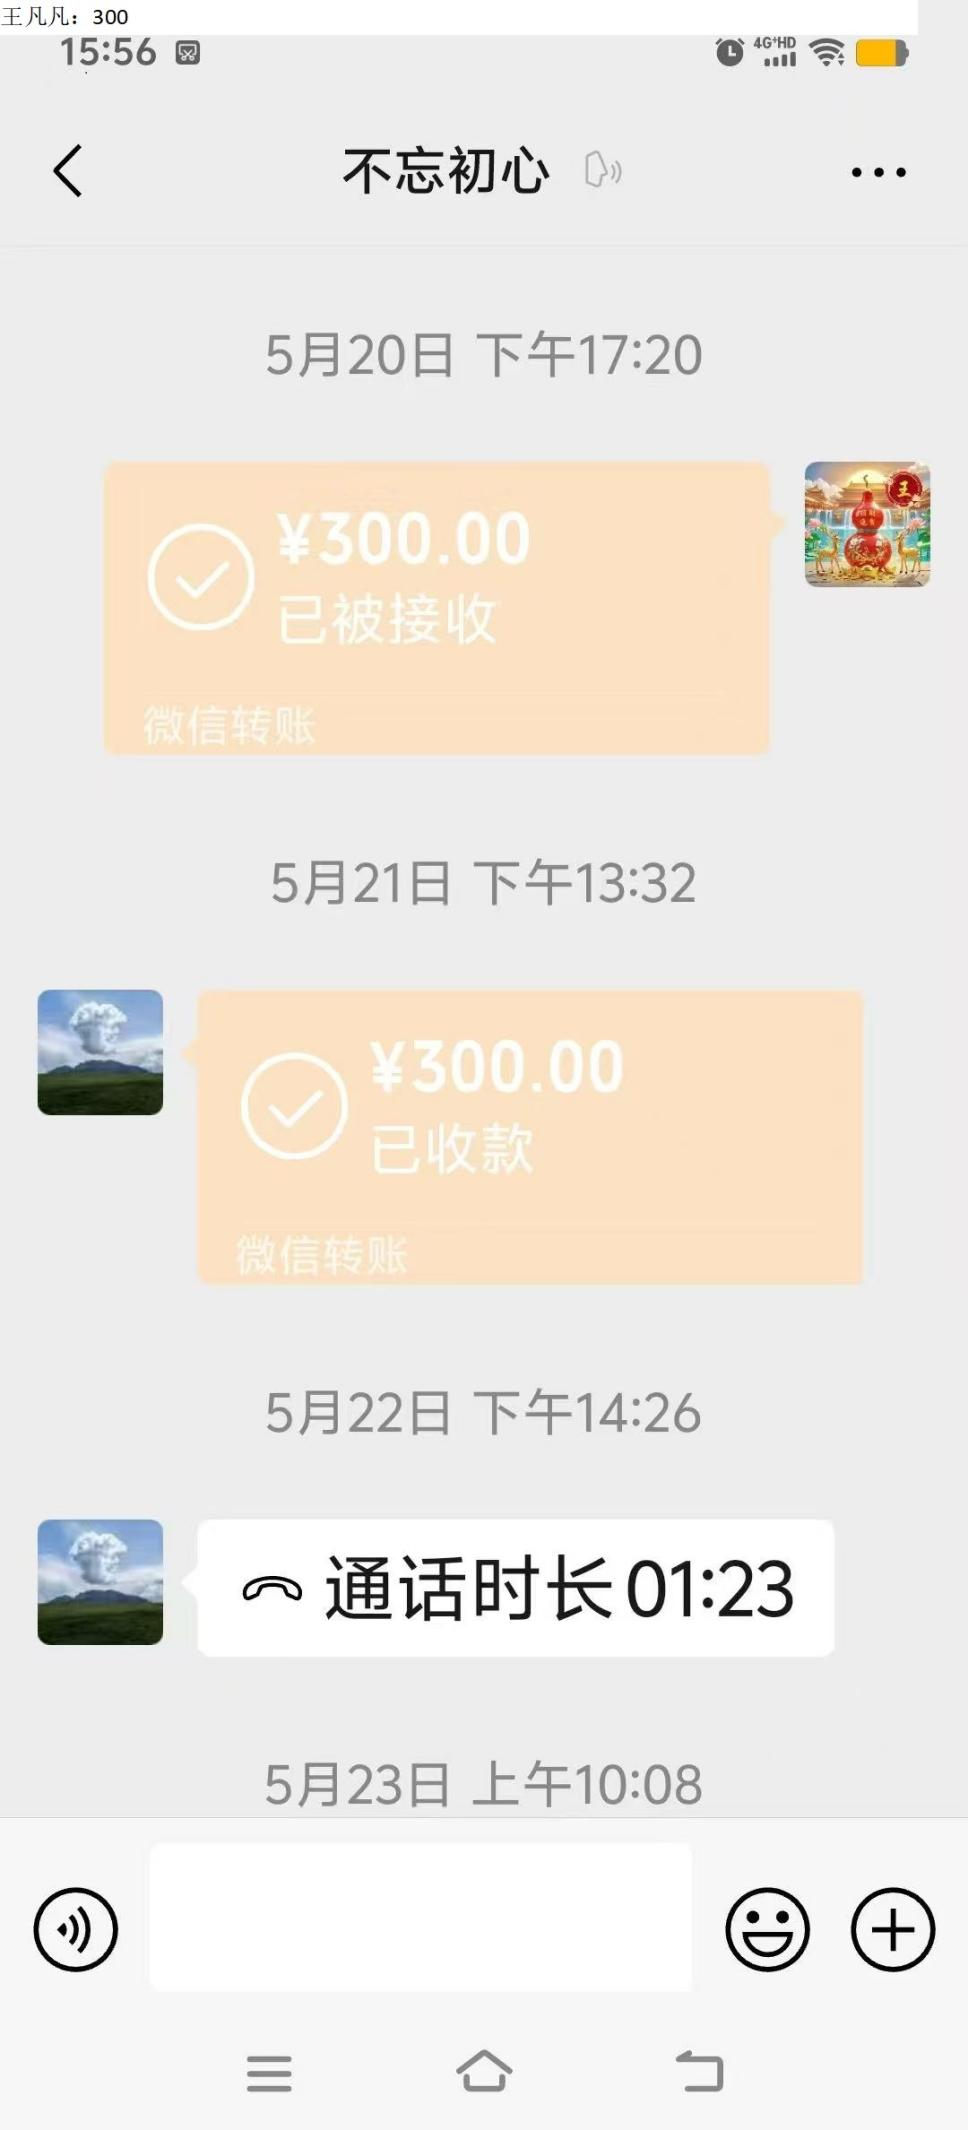 王凡凡：300
15:56
4G+HD
不忘初心
5月20日 下午17:20
王
¥300.00
已被接收
微信转账
5月21日 下午13:32
¥300.00
已收款
微信转账
5月22日 下午14:26
通话时长01:23
5月23日 上午10:08